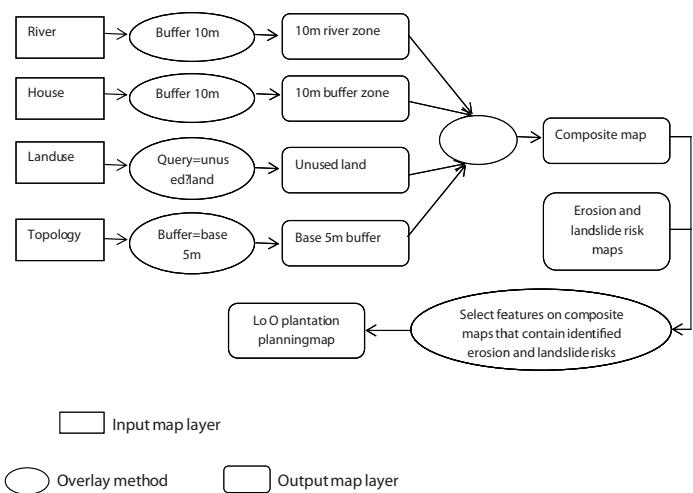 River
Buffer 10m
10m river zone
House
Buffer 10m
10m buffer zone
Composite map
Landuse
Query=unus
ed?land
Unused land
Topology
Buffer=base
5m
Base 5m buffer
Erosion and
landslide risk
maps
Lo O plantation
planningmap
Select features on composite
maps that contain identified
erosion and landslide risks
Input map layer
Overlay method
Output map layer